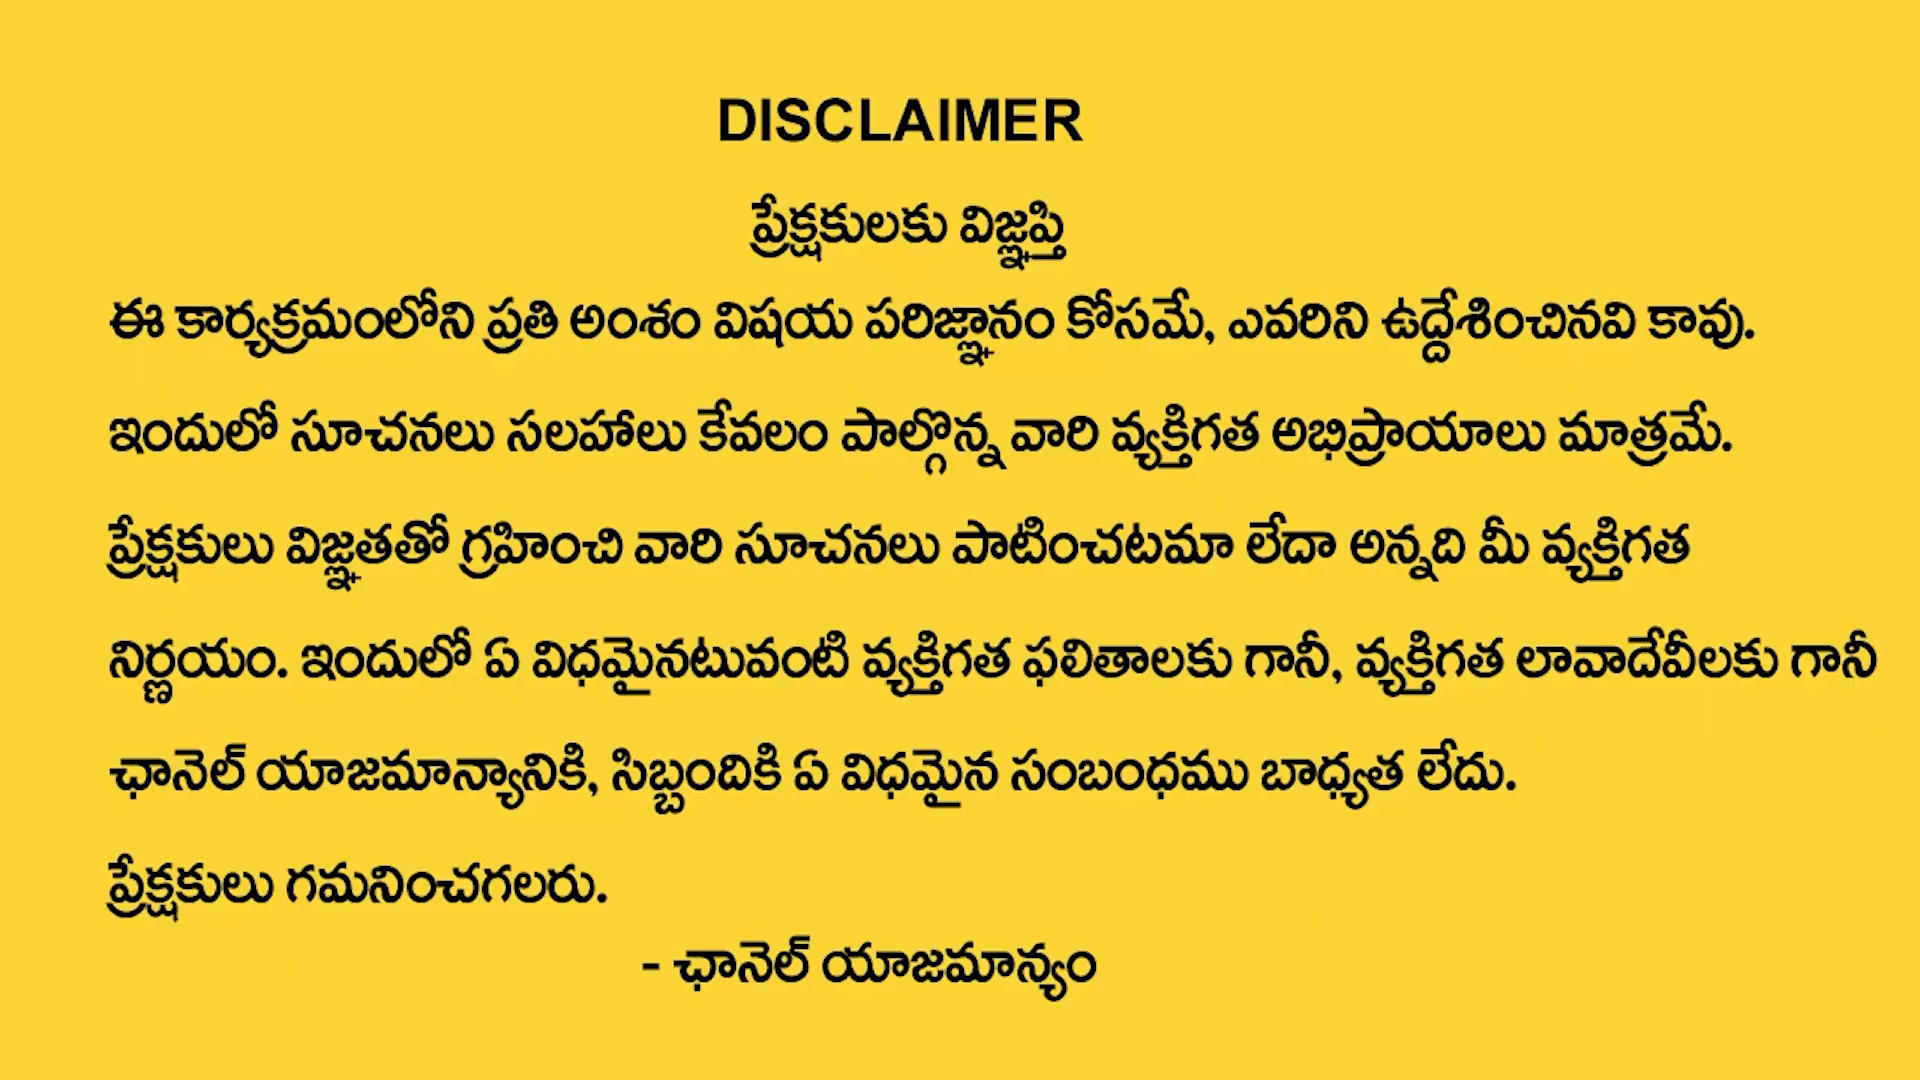 DISCLAIMER
ప్రేక్షకులకు విజ్ఞప్తి
ఈ కార్యక్రమంలోని ప్రతి అంశం విషయ పరిజ్ఞానం కోసమే, ఎవరిని ఉద్దేశించినవి కావు.
ఇందులో సూచనలు సలహాలు కేవలం పాల్గొన్న వారి వ్యక్తిగత అభిప్రాయాలు మాత్రమే.
ప్రేక్షకులు విజ్ఞతతో గ్రహించి వారి సూచనలు పాటించటమా లేదా అన్నది మీ వ్యక్తిగత
నిర్ణయం. ఇందులో ఏ విధమైనటువంటి వ్యక్తిగత ఫలితాలకు గానీ, వ్యక్తిగత లావాదేవీలకు గానీ
ఛానెల్ యాజమాన్యానికి, సిబ్బందికి ఏ విధమైన సంబంధము బాధ్యత లేదు.
ప్రేక్షకులు గమనించగలరు.
- ఛానెల్ యాజమాన్యం